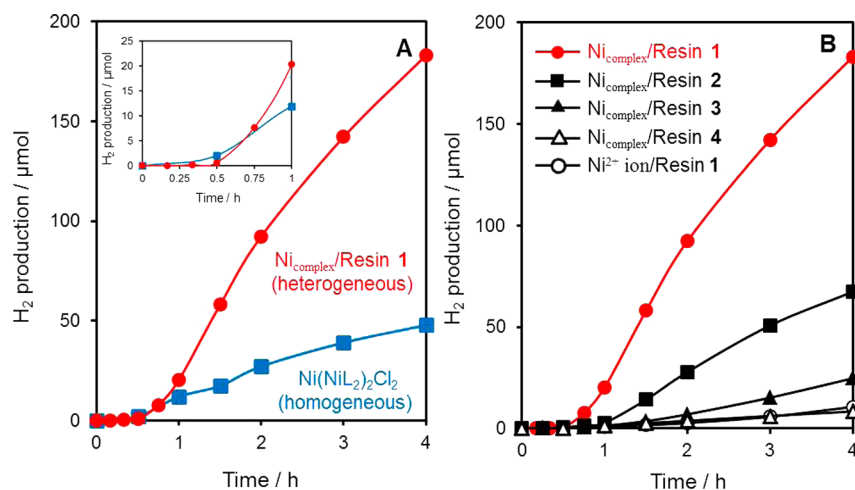 A
H2 production / μmol
200
150
100
50
0
0 1 2 3 4
Time / h
H2 production / μmol
25
20
15
10
5
0
0 0.25 0.5 0.75 1
Time / h
Nicomplex/Resin 1
(heterogeneous)
Ni(NiL2)2Cl2
(homogeneous)
B
H2 production / μmol
200
150
100
50
0
0 1 2 3 4
Time / h
Nicomplex/Resin 1
Nicomplex/Resin 2
Nicomplex/Resin 3
Nicomplex/Resin 4
Ni2+ ion/Resin 1